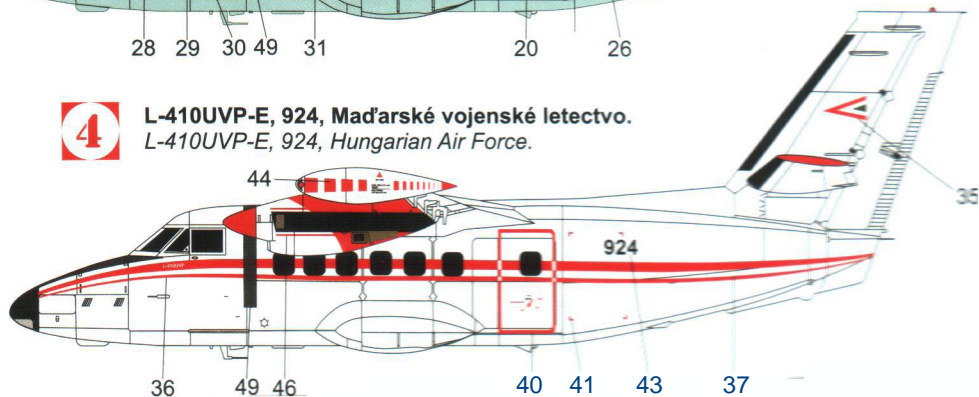 28 29 30 49 31 20 26
4
L-410UVP-E, 924, Maďarské vojenské letectvo.
L-410UVP-E, 924, Hungarian Air Force.
44
35
924
L-410UVP
36 49 46 40 41 43 37